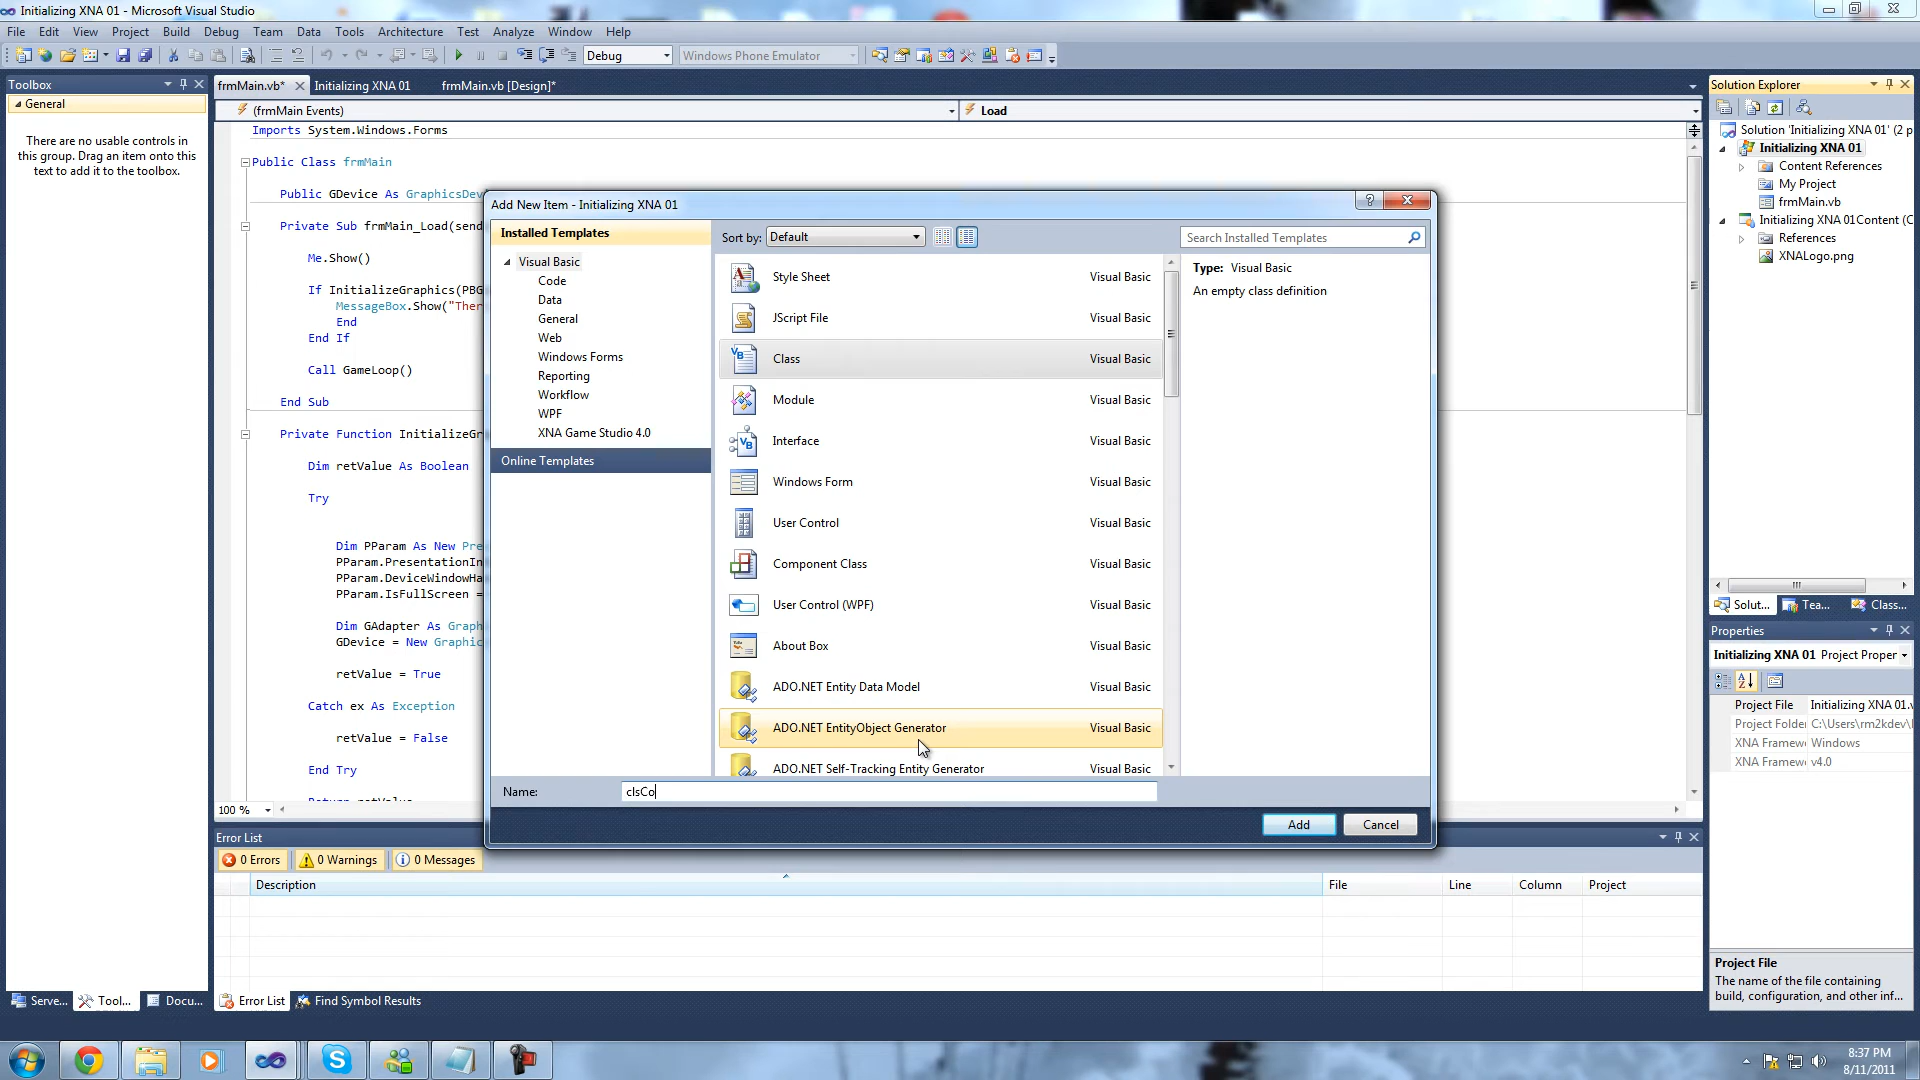 Initializing XNA 01 - Microsoft Visual Studio
File Edit View Project Build Debug Team Data Tools Architecture Test Analyze Window Help
Debug Windows Phone Emulator
Toolbox
General
There are no usable controls in this group. Drag an item onto this text to add it to the toolbox.
frmMain.vb* Initializing XNA 01 frmMain.vb [Design]*
(frmMain Events) Load
Imports System.Windows.Forms
Public Class frmMain
Public GDevice As GraphicsDev
Private Sub frmMain_Load(send
Me.Show()
If InitializeGraphics(PBG
MessageBox.Show("Ther
End
End If
Call GameLoop()
End Sub
Private Function InitializeGr
Dim retValue As Boolean
Try
Dim PParam As New Pre
PParam.PresentationIn
PParam.DeviceWindowHa
PParam.IsFullScreen =
Dim GAdapter As Graph
GDevice = New Graphic
retValue = True
Catch ex As Exception
retValue = False
End Try
Return retValue
100 %
Add New Item - Initializing XNA 01
Installed Templates
Visual Basic
Code
Data
General
Web
Windows Forms
Reporting
Workflow
WPF
XNA Game Studio 4.0
Online Templates
Sort by: Default
Search Installed Templates
Style Sheet Visual Basic
JScript File Visual Basic
Class Visual Basic
Module Visual Basic
Interface Visual Basic
Windows Form Visual Basic
User Control Visual Basic
Component Class Visual Basic
User Control (WPF) Visual Basic
About Box Visual Basic
ADO.NET Entity Data Model Visual Basic
ADO.NET EntityObject Generator Visual Basic
ADO.NET Self-Tracking Entity Generator Visual Basic
Type: Visual Basic
An empty class definition
Name: clsCo
Add Cancel
Error List
0 Errors 0 Warnings 0 Messages
Description File Line Column Project
Serve... Tool... Docu... Error List Find Symbol Results
Solution Explorer
Solution 'Initializing XNA 01' (2 p
Initializing XNA 01
Content References
My Project
frmMain.vb
Initializing XNA 01Content (C
References
XNALogo.png
Solut... Tea... Class...
Properties
Initializing XNA 01 Project Proper
Project File Initializing XNA 01.v
Project Folder C:\Users\rm2kdev\
XNA Framew Windows
XNA Framew v4.0
Project File
The name of the file containing build, configuration, and other inf...
8:37 PM
8/11/2011